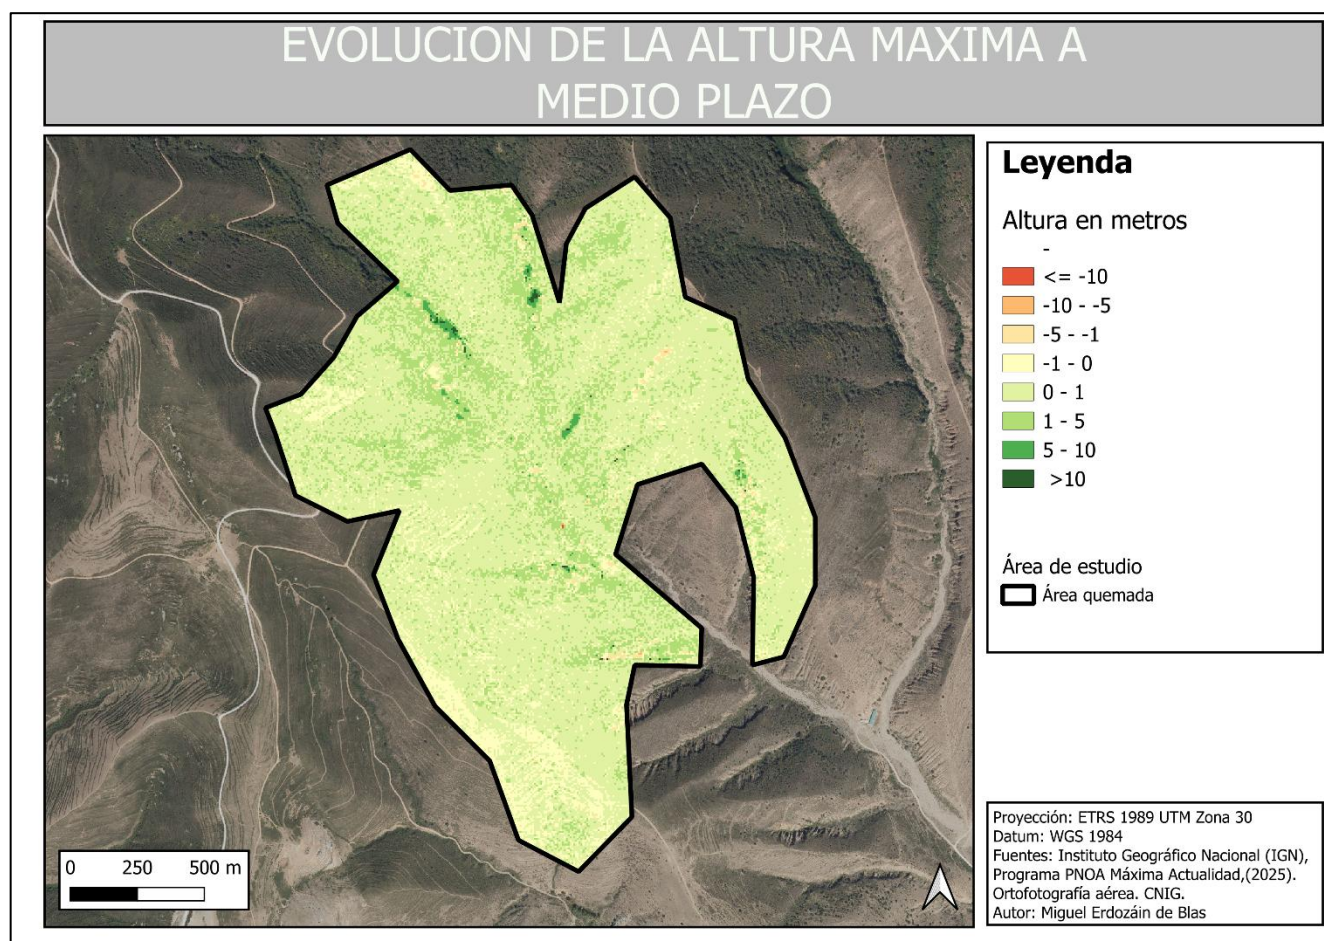 EVOLUCION DE LA ALTURA MAXIMA A
MEDIO PLAZO
Leyenda
Altura en metros
-
<= -10
-10 - -5
-5 - -1
-1 - 0
0 - 1
1 - 5
5 - 10
>10
Área de estudio
Área quemada
0 250 500 m
Proyección: ETRS 1989 UTM Zona 30
Datum: WGS 1984
Fuentes: Instituto Geográfico Nacional (IGN),
Programa PNOA Máxima Actualidad,(2025).
Ortofotografía aérea. CNIG.
Autor: Miguel Erdozáin de Blas